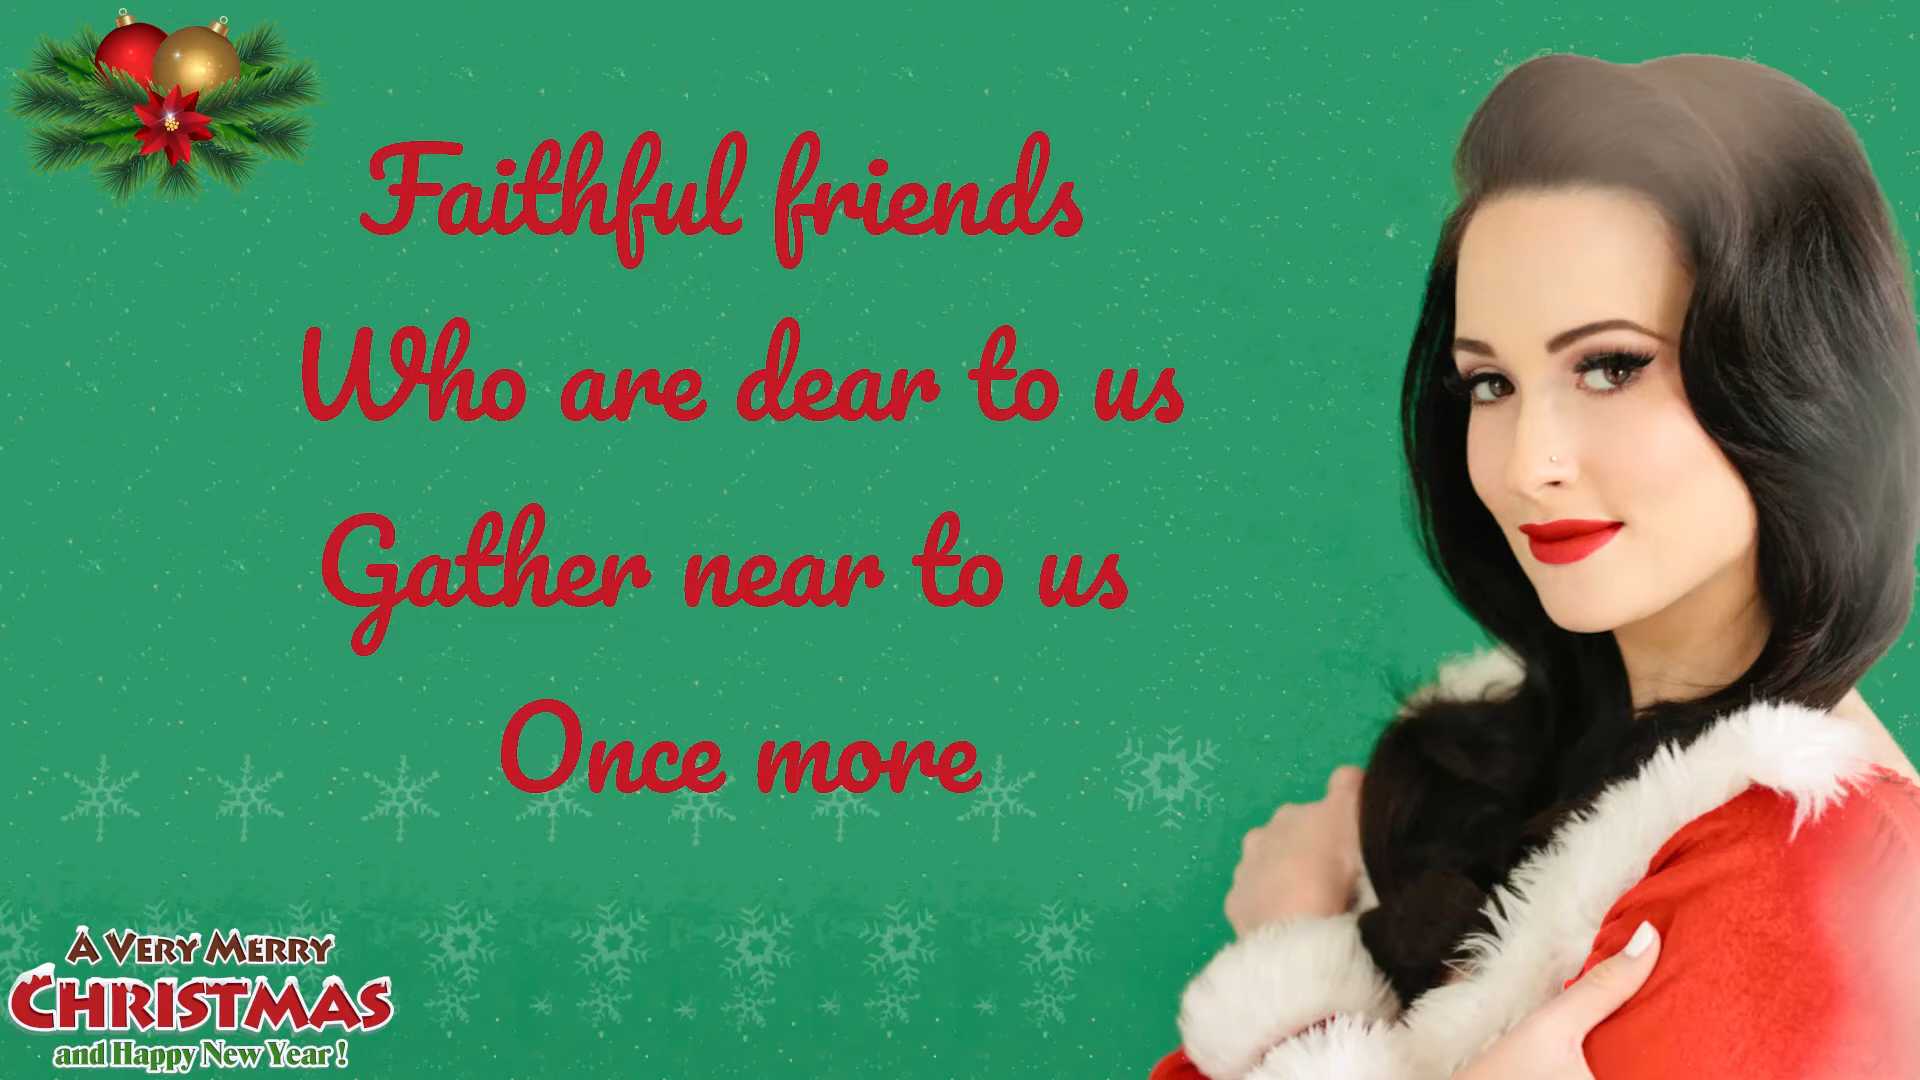 Faithful friends
Who are dear to us
Gather near to us
Once more
A VERY MERRY
CHRISTMAS
and Happy New Year !